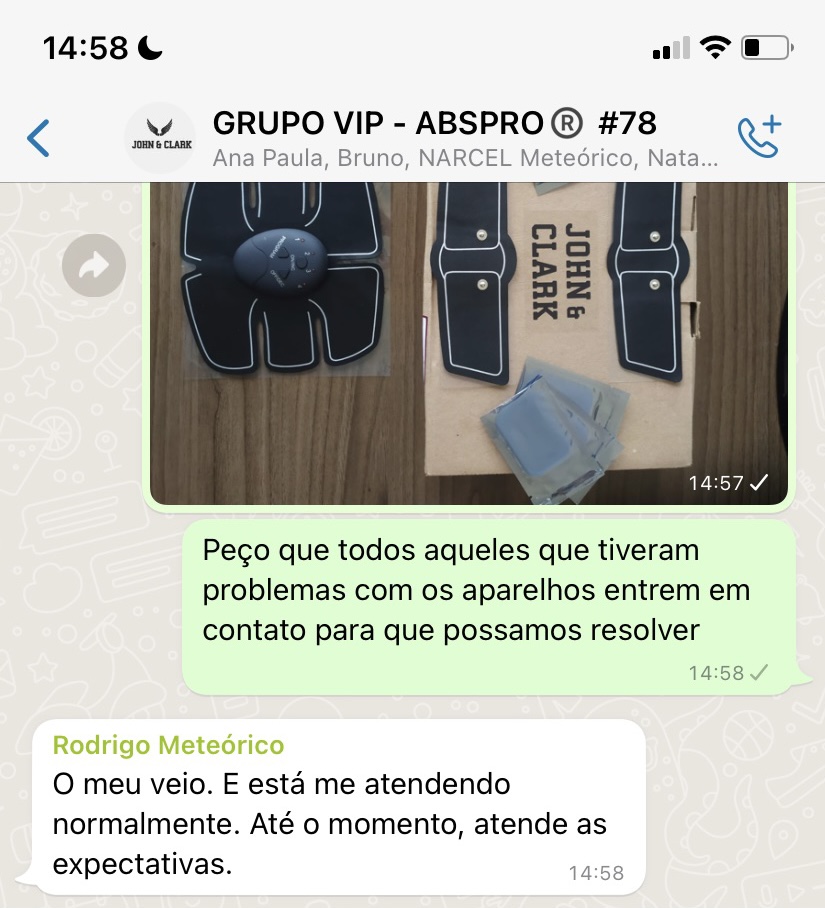 14:58
JOHN & CLARK
GRUPO VIP - ABSPRO® #78
Ana Paula, Bruno, NARCEL Meteórico, Nata...
JOHN &
CLARK
14:57
Peço que todos aqueles que tiveram
problemas com os aparelhos entrem em
contato para que possamos resolver
14:58
Rodrigo Meteórico
O meu veio. E está me atendendo
normalmente. Até o momento, atende as
expectativas.
14:58